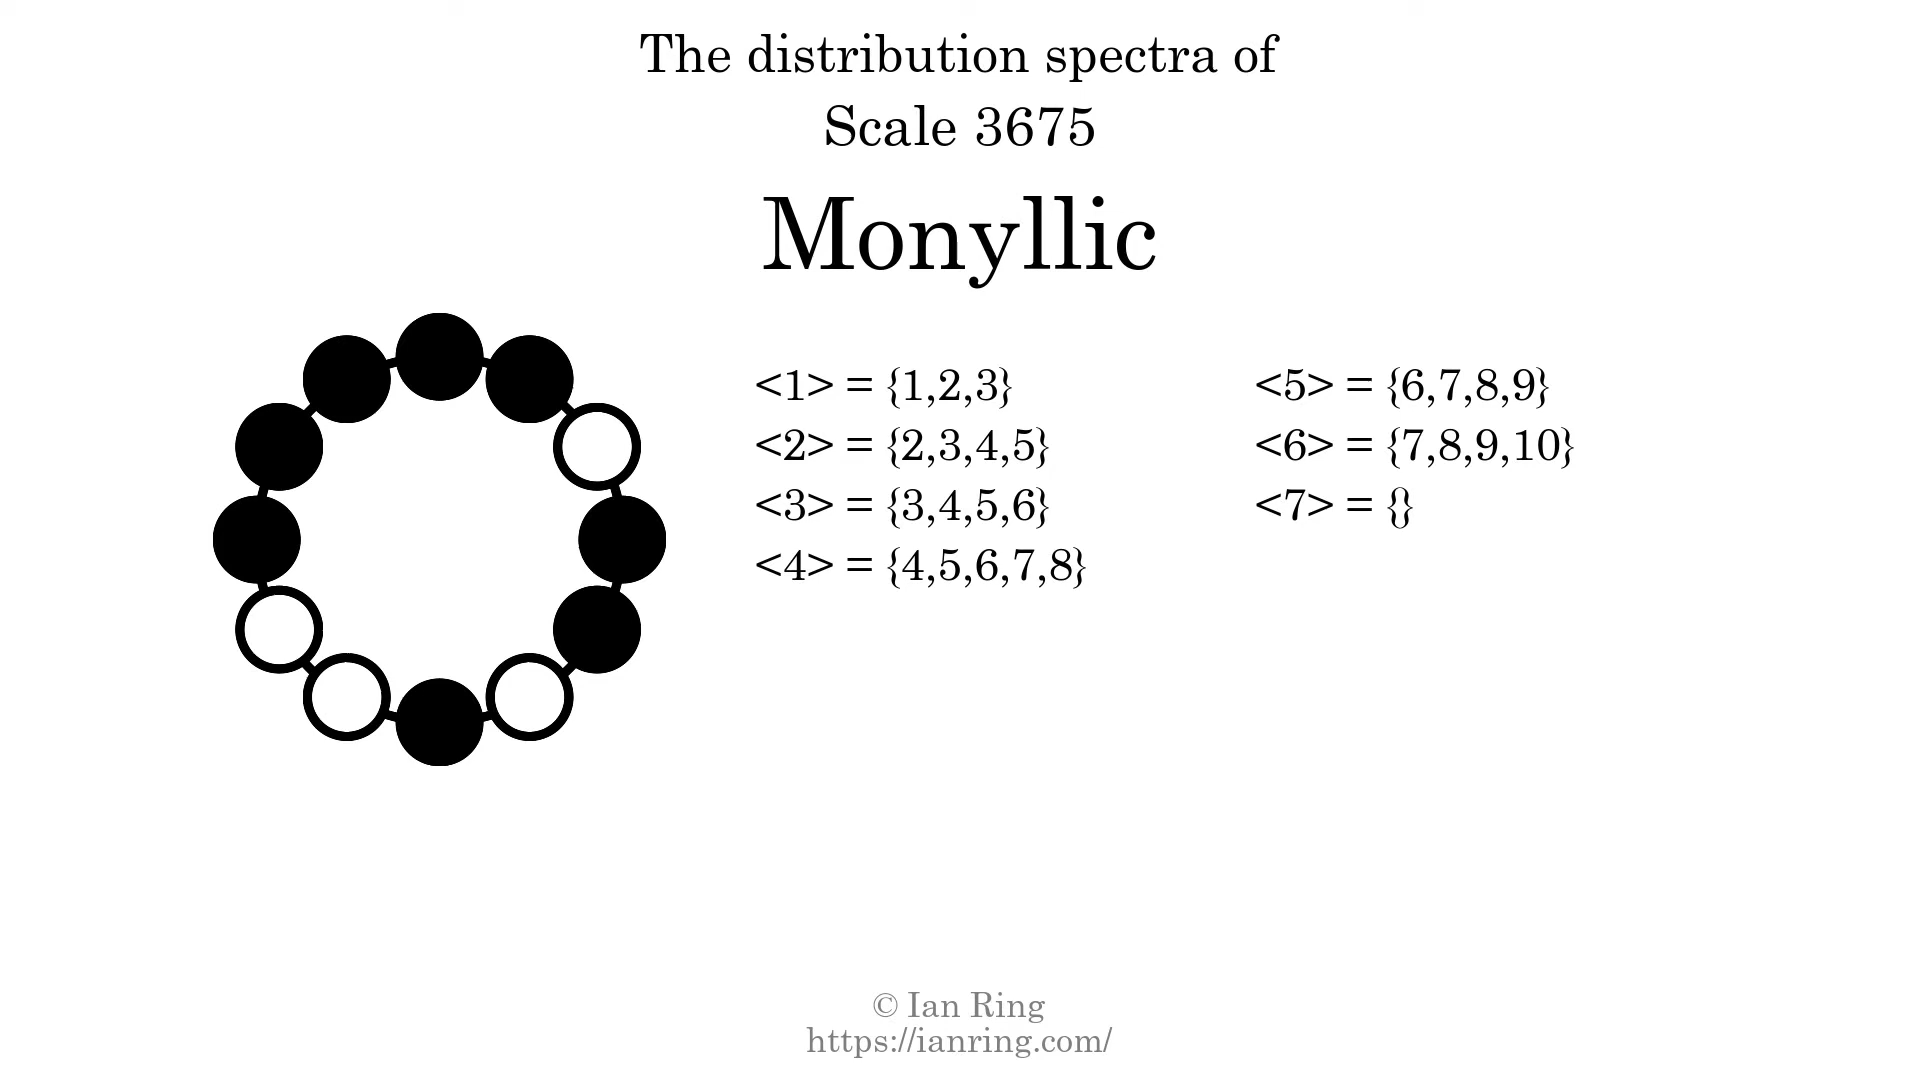 The distribution spectra of
Scale 3675
Monyllic
<1> = {1,2,3}
<2> = {2,3,4,5}
<3> = {3,4,5,6}
<4> = {4,5,6,7,8}
<5> = {6,7,8,9}
<6> = {7,8,9,10}
<7> = {}
© Ian Ring
https://ianring.com/